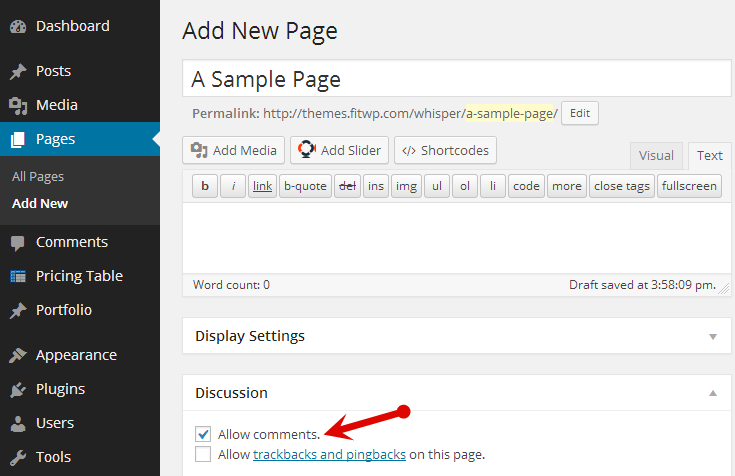 Dashboard
Posts
Media
Pages
All Pages
Add New
Comments
Pricing Table
Portfolio
Appearance
Plugins
Users
Tools
Add New Page
A Sample Page
Permalink: http://themes.fitwp.com/whisper/a-sample-page/ Edit
Add Media Add Slider </> Shortcodes
Visual Text
b i link b-quote del ins img ul ol li code more close tags fullscreen
Word count: 0 Draft saved at 3:58:09 pm.
Display Settings
Discussion
Allow comments.
Allow trackbacks and pingbacks on this page.